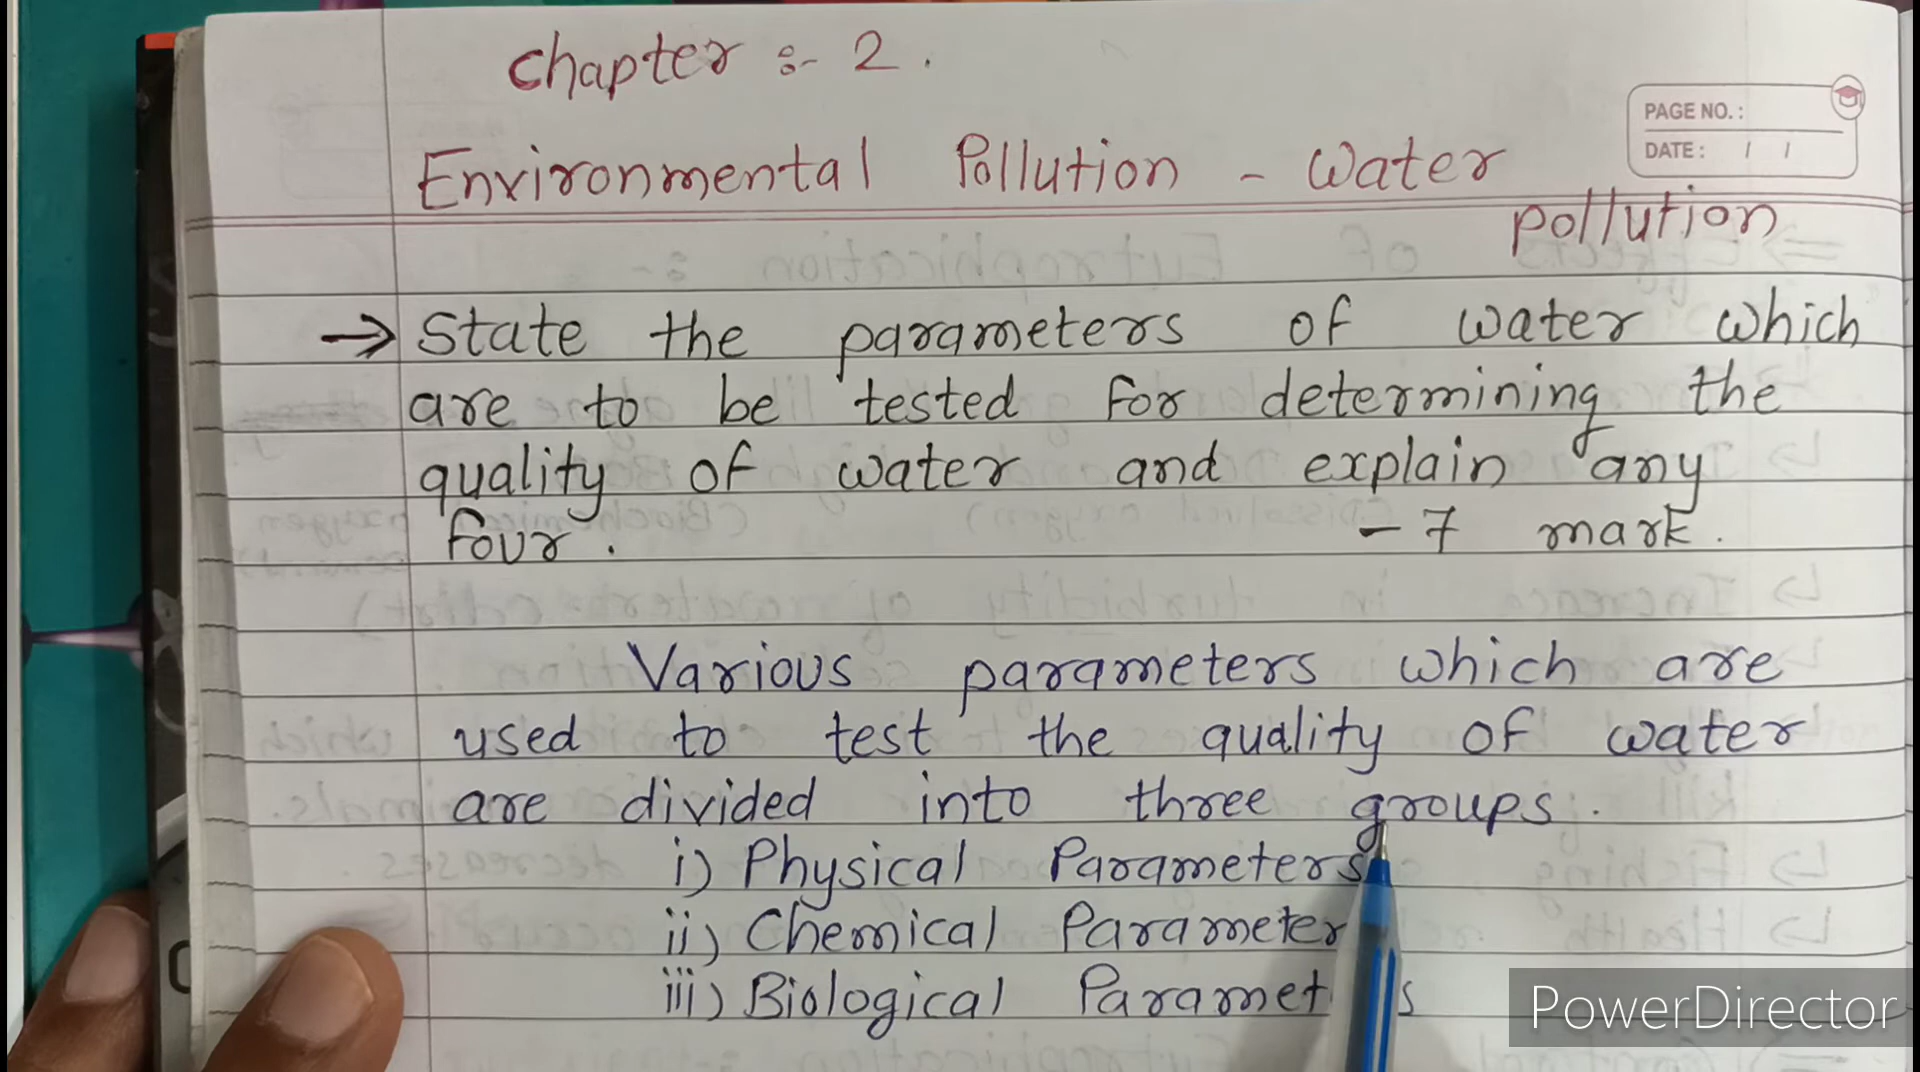 Chapter :- 2.
PAGE NO. :
DATE : / /
Environmental Pollution - Water
pollution
→ State the parameters of water which
are to be tested for determining the
quality of water and explain any
four. - 7 mark.
Various parameters which are
used to test the quality of water
are divided into three groups.
i) Physical Parameters
ii) Chemical Parameter
iii) Biological Paramet s
PowerDirector